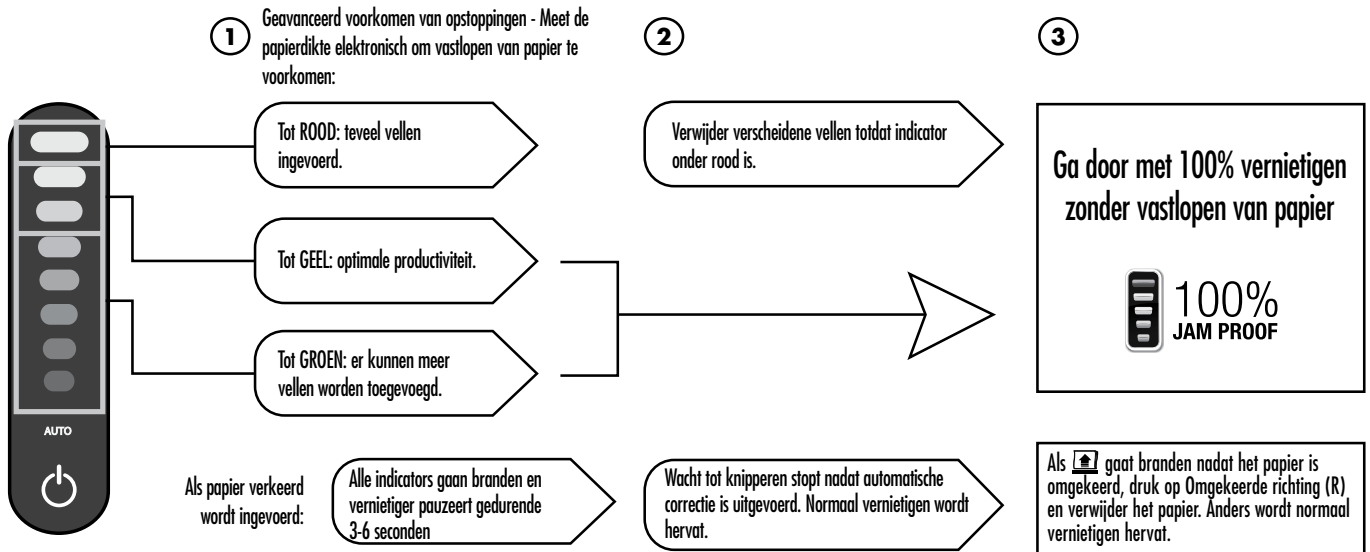 1
Geavanceerd voorkomen van opstoppingen - Meet de
papierdikte elektronisch om vastlopen van papier te
voorkomen:
2
3
Tot ROOD: teveel vellen
ingevoerd.
Verwijder verscheidene vellen totdat indicator
onder rood is.
Ga door met 100% vernietigen
zonder vastlopen van papier
Tot GEEL: optimale productiviteit.
100%
JAM PROOF
Tot GROEN: er kunnen meer
vellen worden toegevoegd.
AUTO
Als papier verkeerd
wordt ingevoerd:
Alle indicators gaan branden en
vernietiger pauzeert gedurende
3-6 seconden
Wacht tot knipperen stopt nadat automatische
correctie is uitgevoerd. Normaal vernietigen wordt
hervat.
Als gaat branden nadat het papier is
omgekeerd, druk op Omgekeerde richting (R)
en verwijder het papier. Anders wordt normaal
vernietigen hervat.